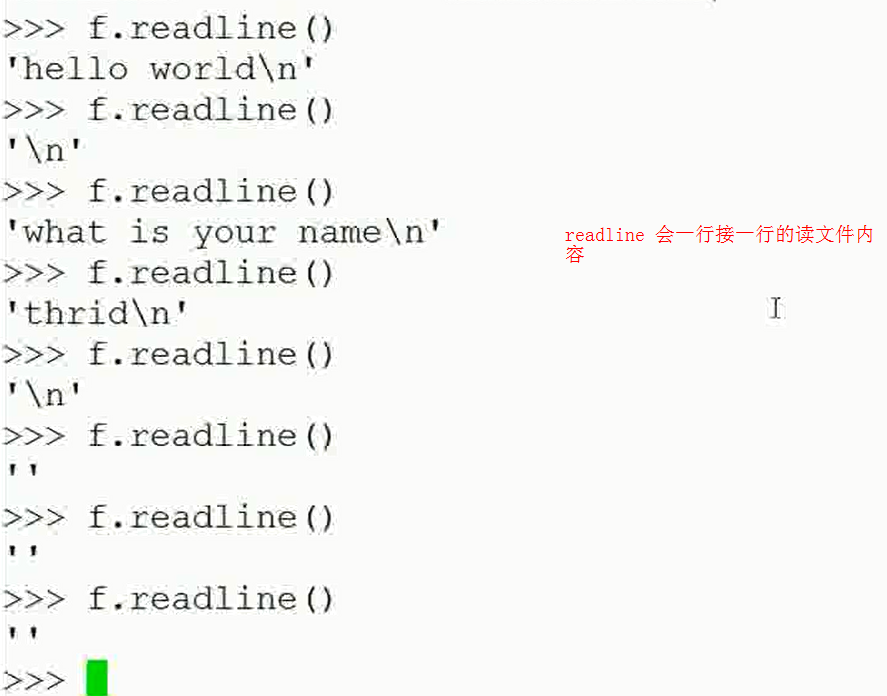 >>> f.readline()
'hello world\n'
>>> f.readline()
'\n'
>>> f.readline()
'what is your name\n'
readline 会一行接一行的读文件内
容
>>> f.readline()
'thrid\n'
>>> f.readline()
'\n'
>>> f.readline()
''
>>> f.readline()
''
>>> f.readline()
''
>>>